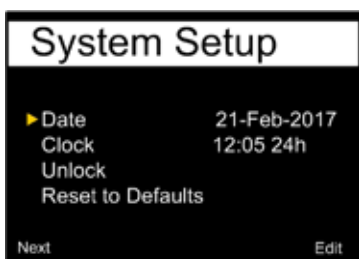 System Setup
Date 21-Feb-2017
Clock 12:05 24h
Unlock
Reset to Defaults
Next Edit